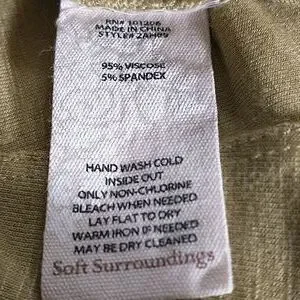 RN# 101206
MADE IN CHINA
STYLE# 2AH69
95% VISCOSE
5% SPANDEX
HAND WASH COLD
INSIDE OUT
ONLY NON-CHLORINE
BLEACH WHEN NEEDED
LAY FLAT TO DRY
WARM IRON IF NEEDED
MAY BE DRY CLEANED
Soft Surroundings